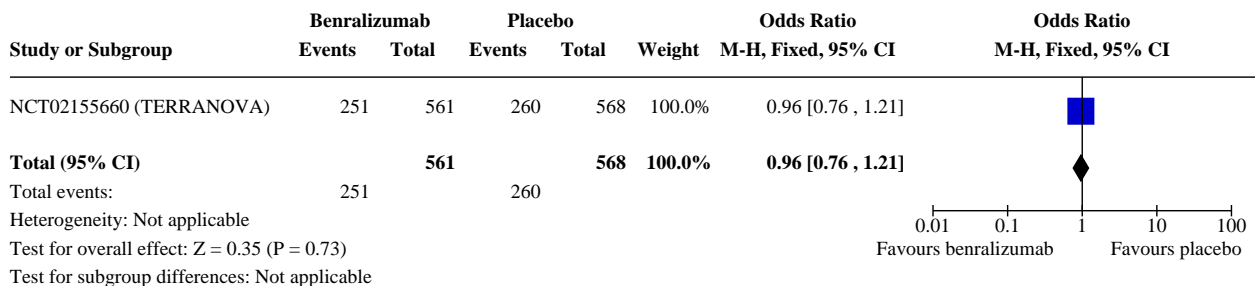 Benralizumab Placebo Odds Ratio Odds Ratio
Study or Subgroup Events Total Events Total Weight M-H, Fixed, 95% CI M-H, Fixed, 95% CI
NCT02155660 (TERRANOVA) 251 561 260 568 100.0% 0.96 [0.76 , 1.21]
Total (95% CI) 561 568 100.0% 0.96 [0.76 , 1.21]
Total events: 251 260
Heterogeneity: Not applicable
0.01 0.1 1 10 100
Test for overall effect: Z = 0.35 (P = 0.73)
Favours benralizumab Favours placebo
Test for subgroup differences: Not applicable